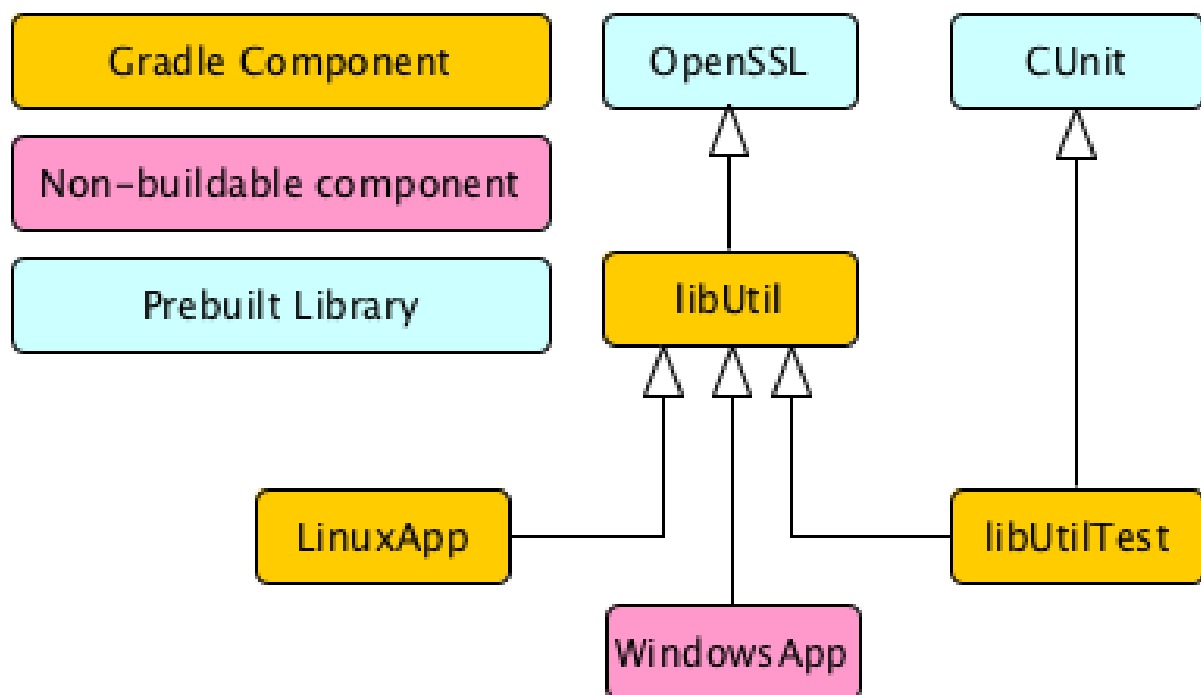 Gradle Component
OpenSSL
CUnit
Non-buildable component
Prebuilt Library
libUtil
LinuxApp
libUtilTest
WindowsApp